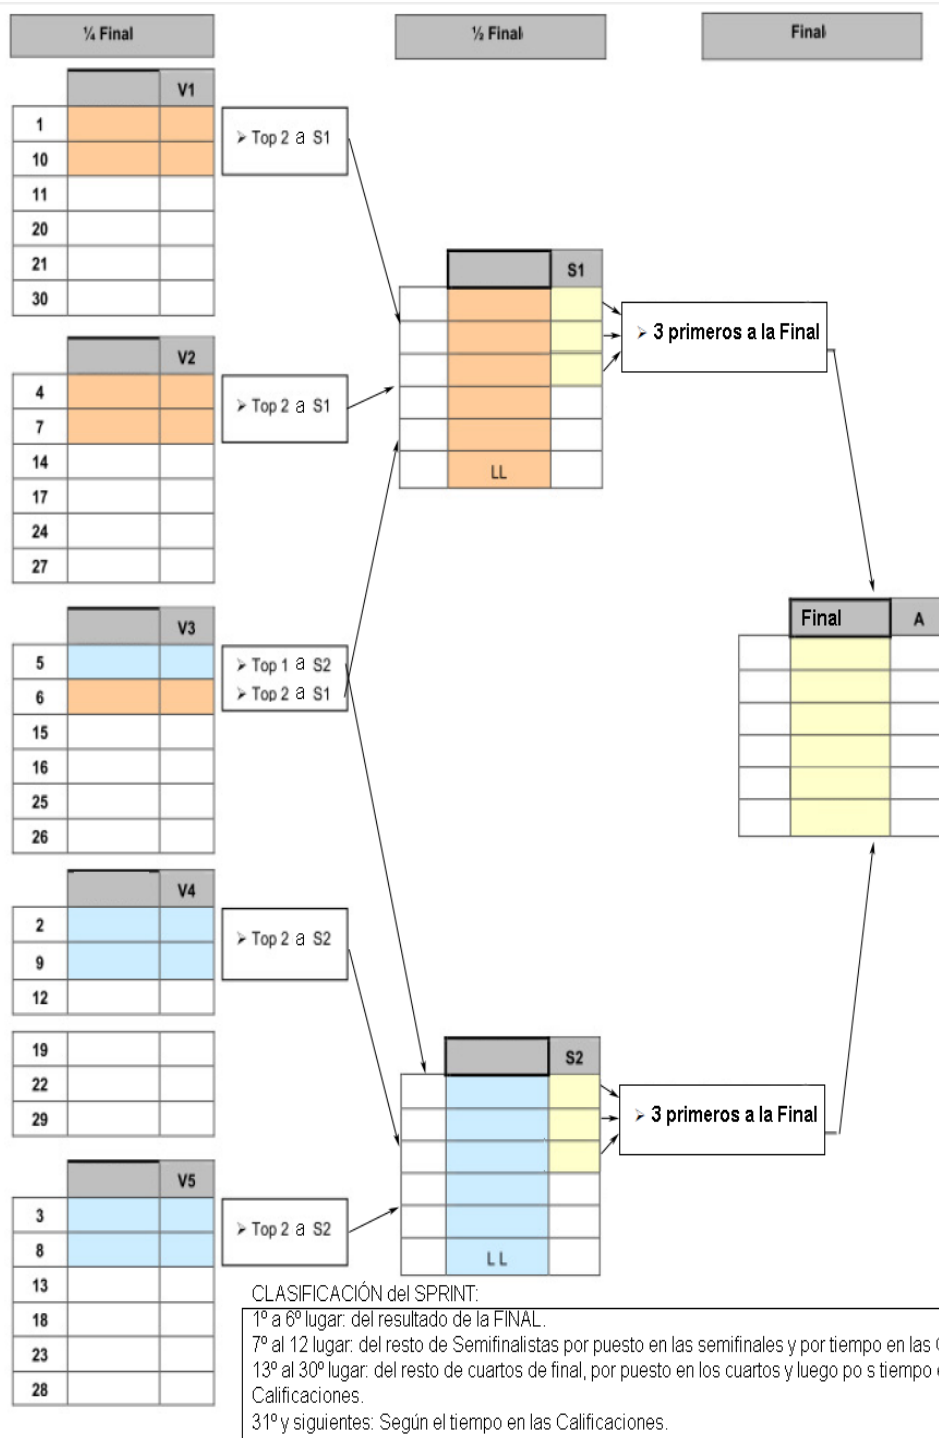 ¼ Final
½ Final
Final
V1
1
10
11
20
21
30
➢ Top 2 a S1
V2
4
7
14
17
24
27
➢ Top 2 a S1
S1
LL
➢ 3 primeros a la Final
V3
5
6
15
16
25
26
➢ Top 1 a S2
➢ Top 2 a S1
Final A
V4
2
9
12
19
22
29
➢ Top 2 a S2
S2
L L
➢ 3 primeros a la Final
V5
3
8
13
18
23
28
➢ Top 2 a S2
CLASIFICACIÓN del SPRINT:
1º a 6º lugar: del resultado de la FINAL.
7º al 12 lugar: del resto de Semifinalistas por puesto en las semifinales y por tiempo en las
13º al 30º lugar: del resto de cuartos de final, por puesto en los cuartos y luego po s tiempo
Calificaciones.
31º y siguientes: Según el tiempo en las Calificaciones.